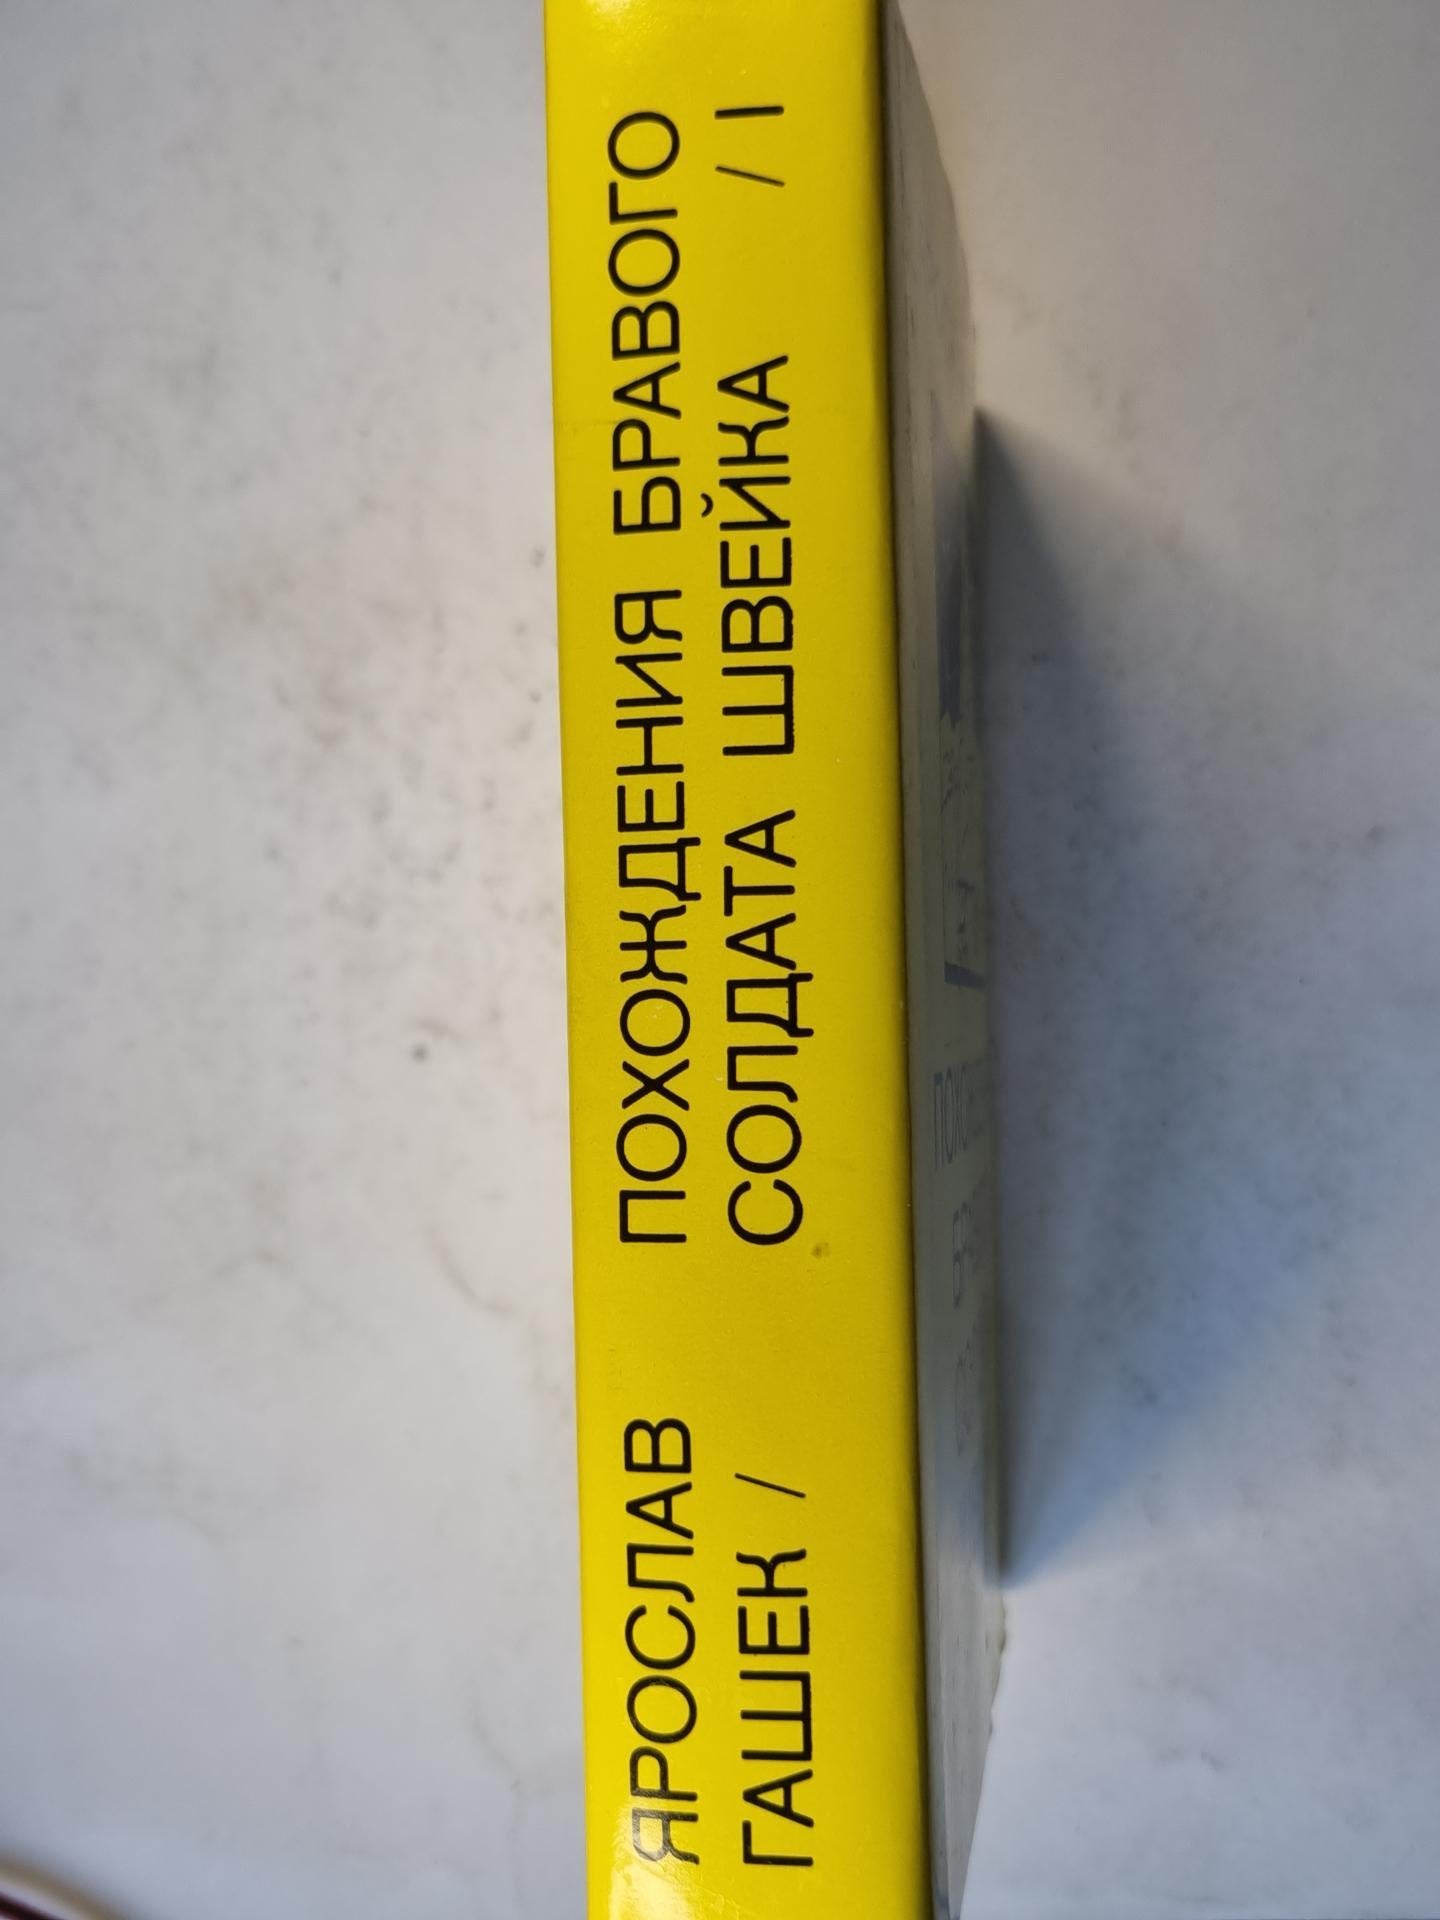 ЯРОСЛАВ
ГАШЕК /
ПОХОЖДЕНИЯ БРАВОГО
СОЛДАТА ШВЕЙКА / I